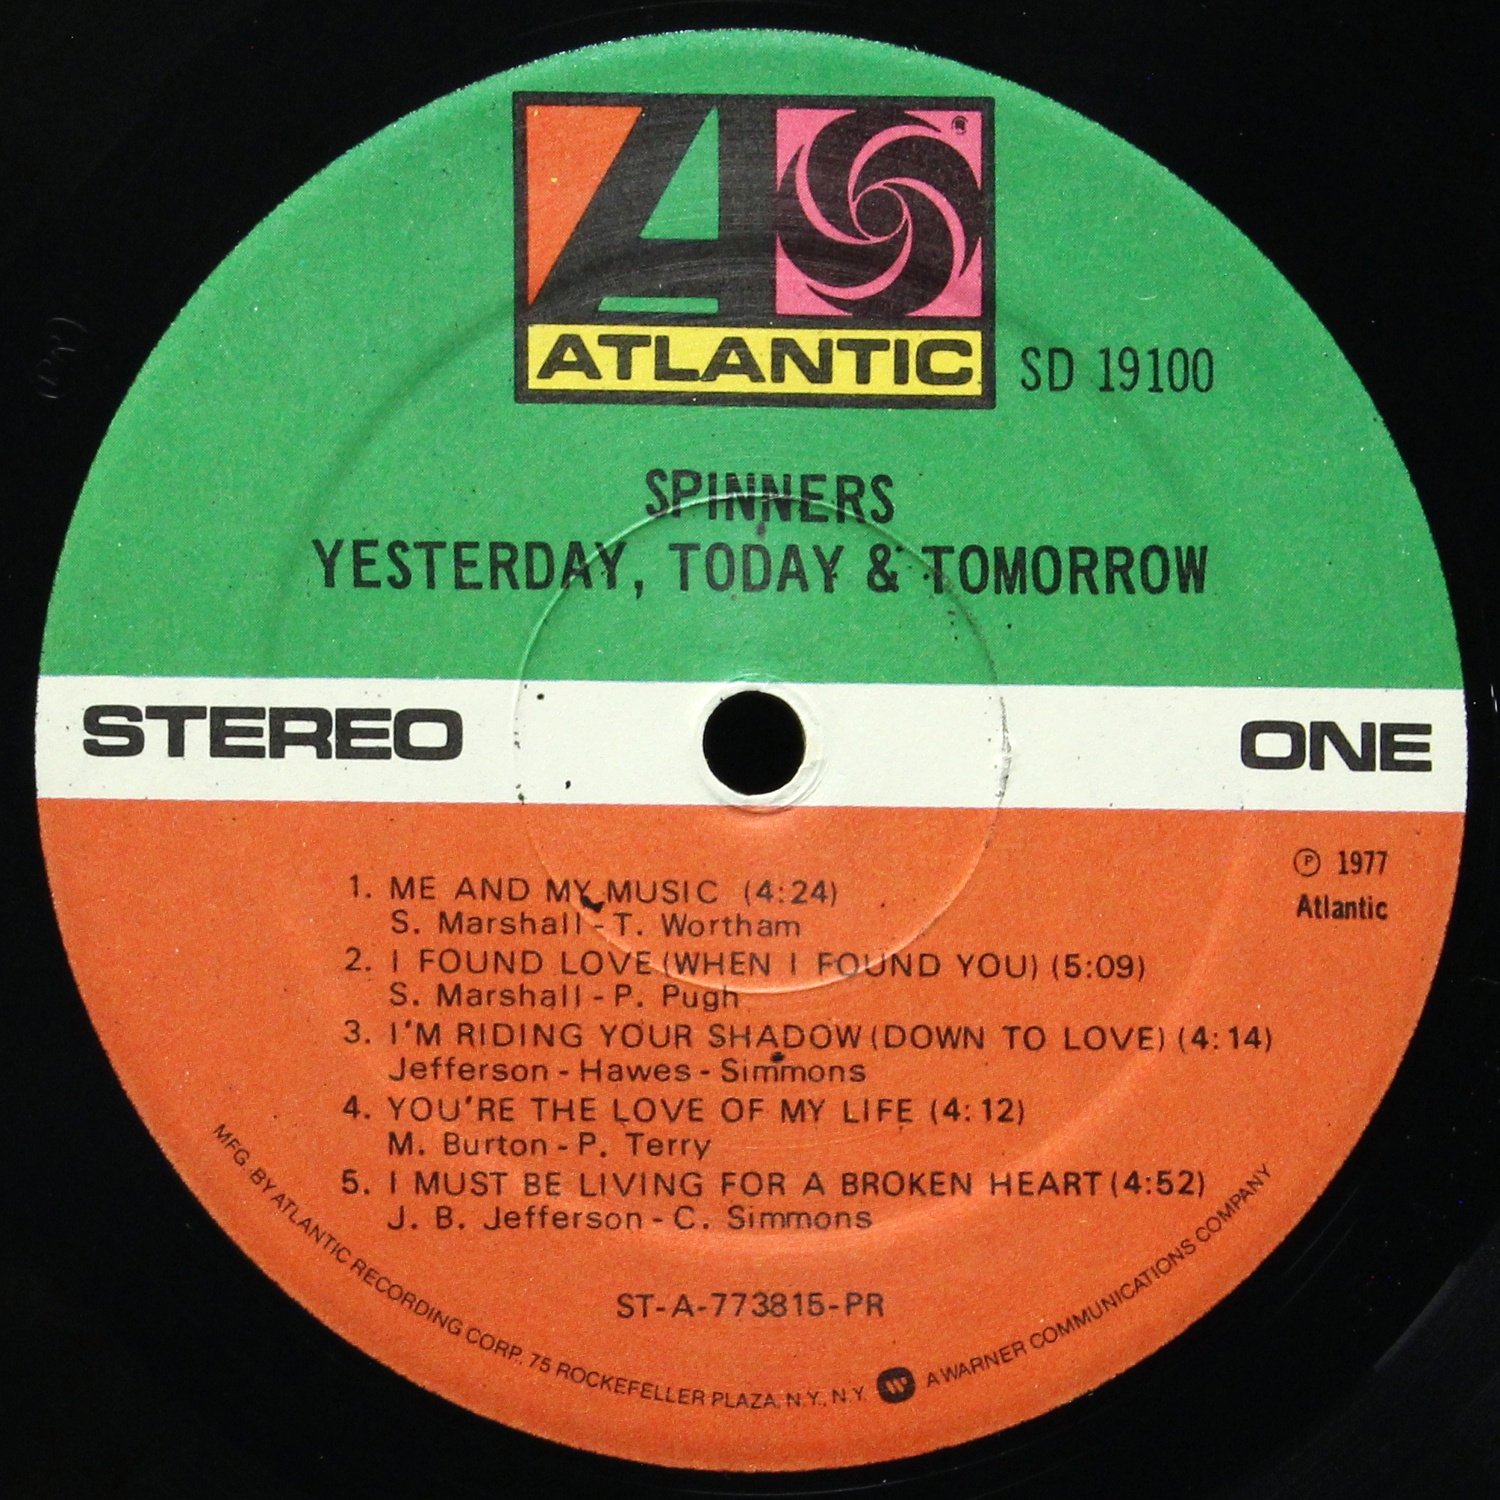 ATLANTIC
SD 19100
SPINNERS
YESTERDAY, TODAY & TOMORROW
STEREO
ONE
℗ 1977
Atlantic
1. ME AND MY MUSIC (4:24)
S. Marshall - T. Wortham
2. I FOUND LOVE (WHEN I FOUND YOU) (5:09)
S. Marshall - P. Pugh
3. I'M RIDING YOUR SHADOW (DOWN TO LOVE) (4:14)
Jefferson - Hawes - Simmons
4. YOU'RE THE LOVE OF MY LIFE (4:12)
M. Burton - P. Terry
5. I MUST BE LIVING FOR A BROKEN HEART (4:52)
J. B. Jefferson - C. Simmons
ST-A-773815-PR
MFG. BY ATLANTIC RECORDING CORP., 75 ROCKEFELLER PLAZA, N.Y., N.Y. A WARNER COMMUNICATIONS COMPANY